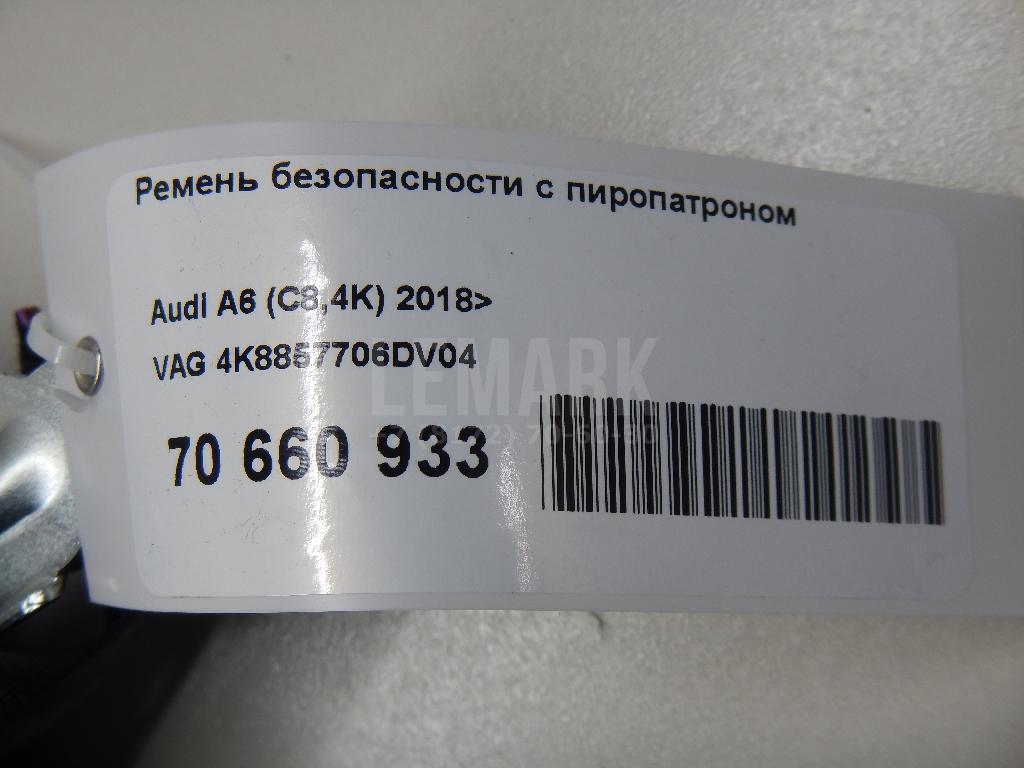 Ремень безопасности с пиропатроном
Audi A6 (C8,4K) 2018>
VAG 4K8857706DV04
LEMARK
70 660 933